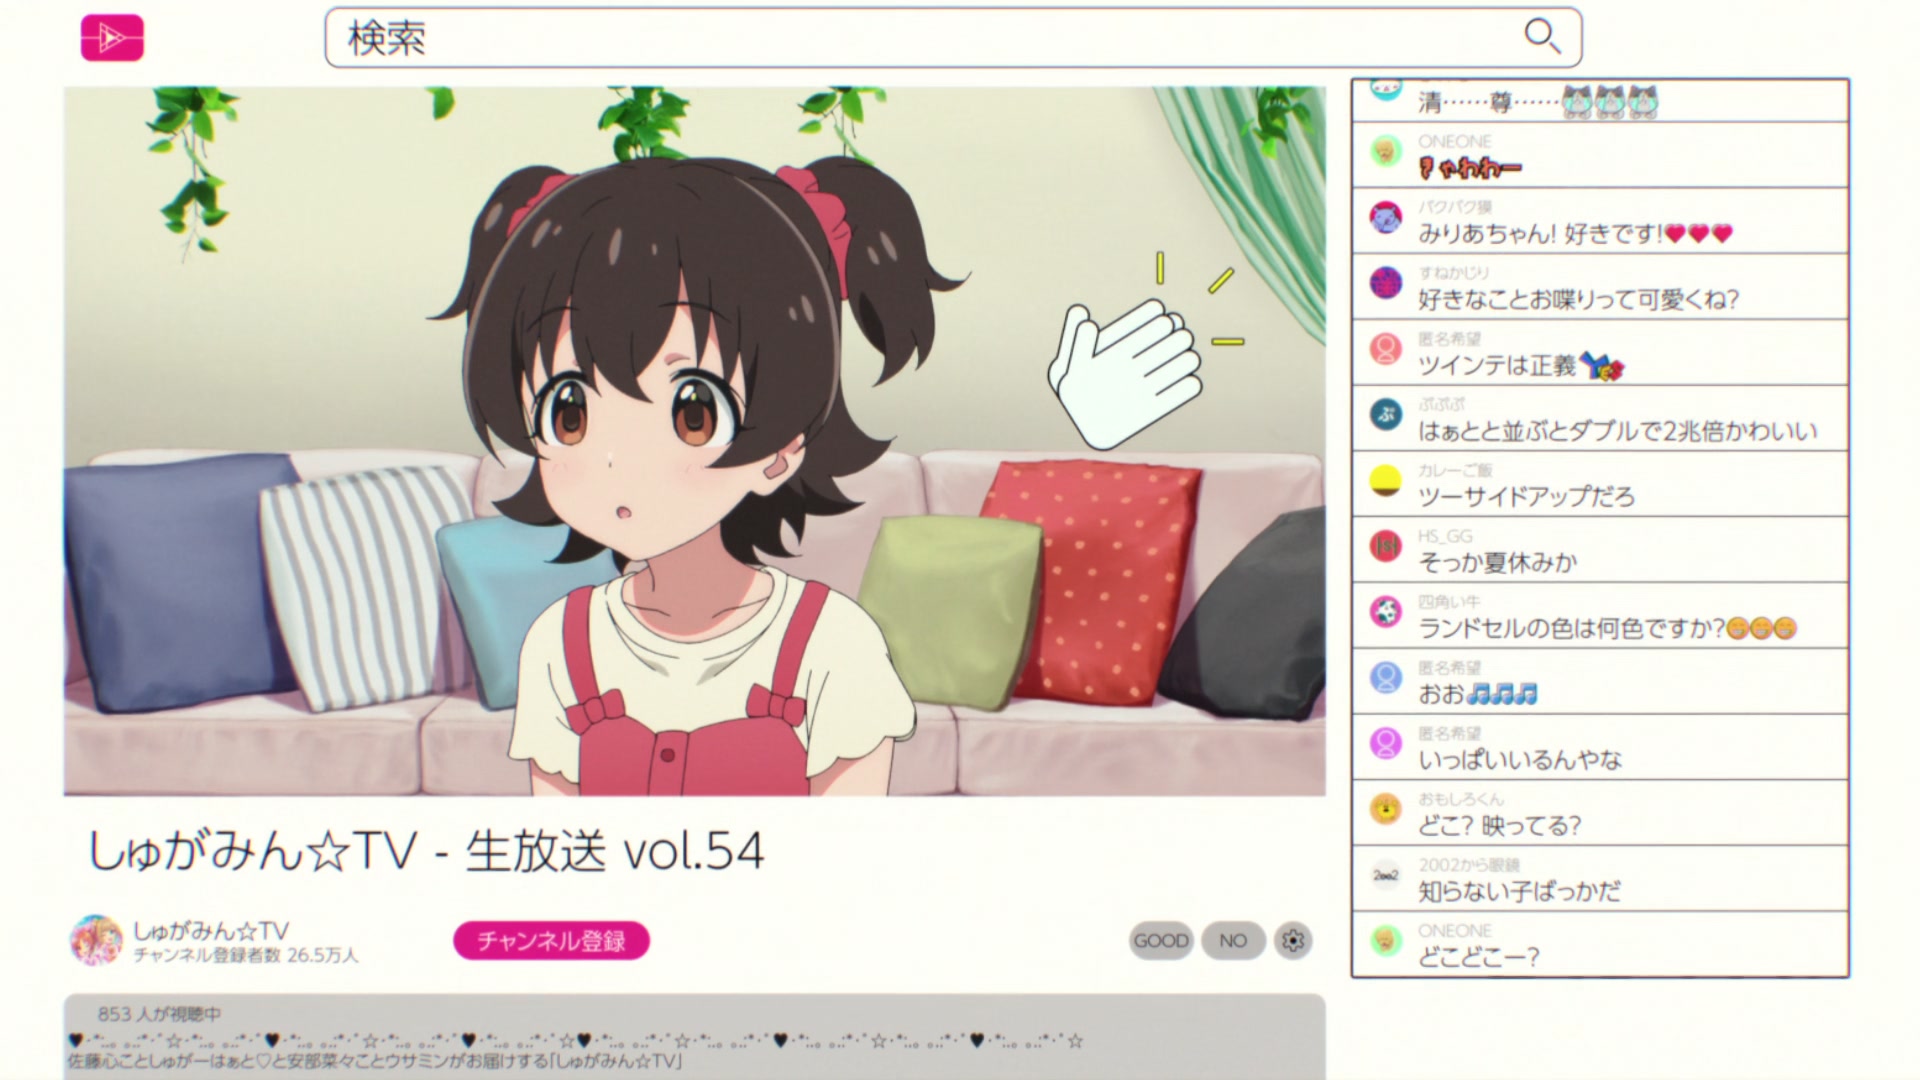 検索
清……尊……
ONEONE
きゃわわー
バクバク獏
みりあちゃん! 好きです!♥♥♥
すねかじり
好きなことお喋りって可愛くね?
匿名希望
ツインテは正義 Yes
ぷぷぷ
ぷ
はぁとと並ぶとダブルで2兆倍かわいい
カレーご飯
ツーサイドアップだろ
HS_GG
そっか夏休みか
四角い牛
ランドセルの色は何色ですか?
匿名希望
おお
匿名希望
いっぱいいるんやな
おもしろくん
どこ? 映ってる?
2002から眼鏡
知らない子ばっかだ
ONEONE
どこどこー?
しゅがみん☆TV - 生放送 vol.54
しゅがみん☆TV
チャンネル登録者数 26.5万人
チャンネル登録
GOOD
NO
853 人が視聴中
佐藤心ことしゅがーはぁと♡と安部菜々ことウサミンがお届けする「しゅがみん☆TV」